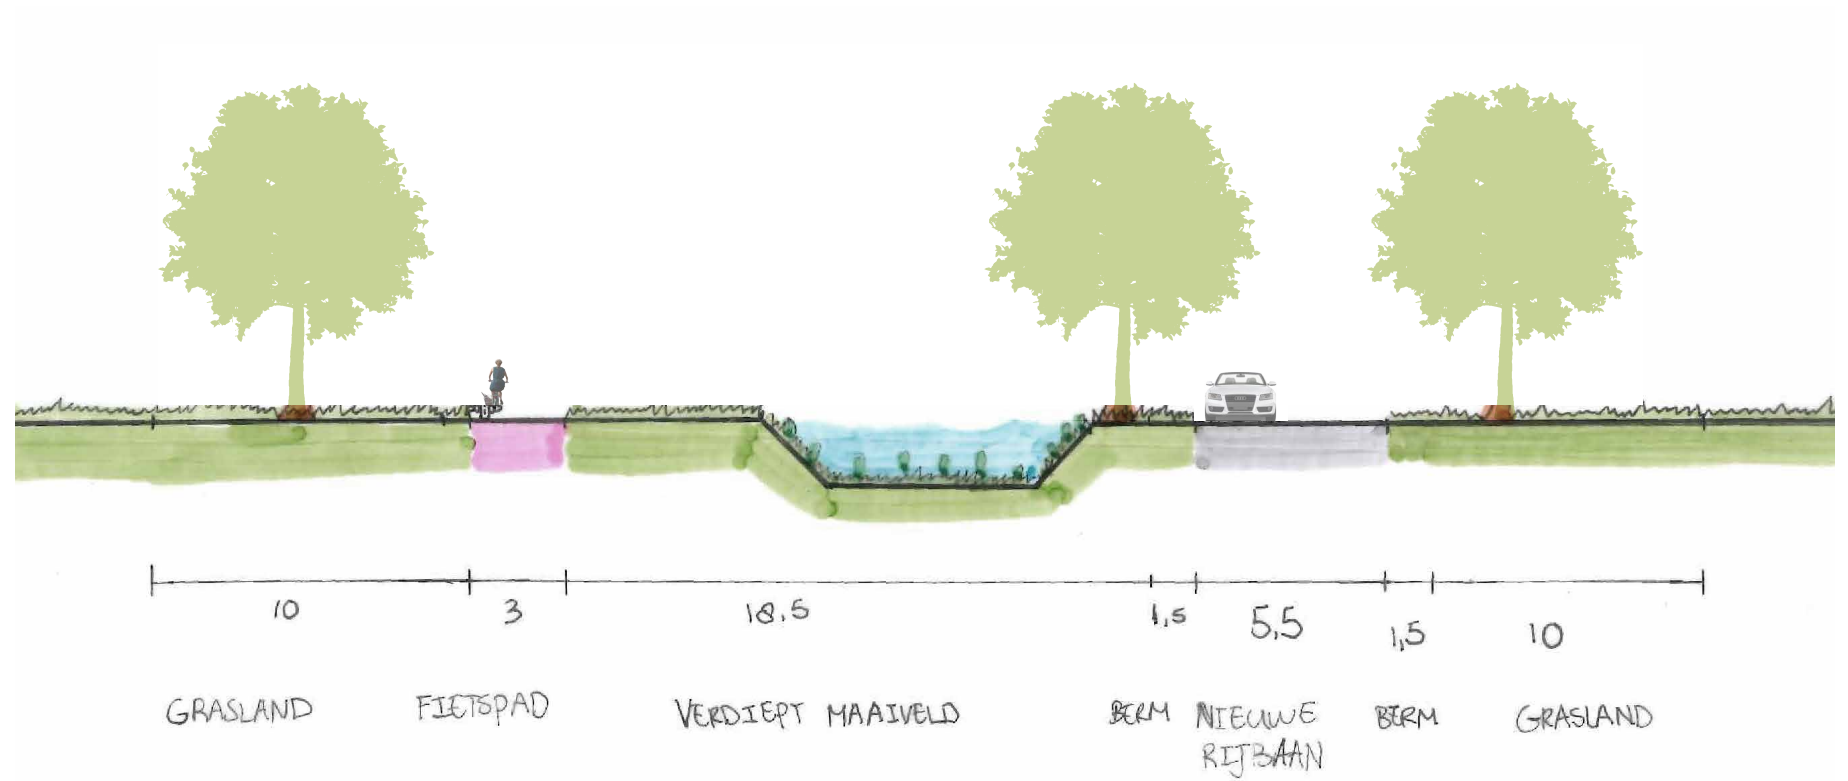 10 3 18,5 1,5 5,5 1,5 10
GRASLAND FIETSPAD VERDIEPT MAAIVELD BERM NIEUWE BERM GRASLAND
RIJBAAN